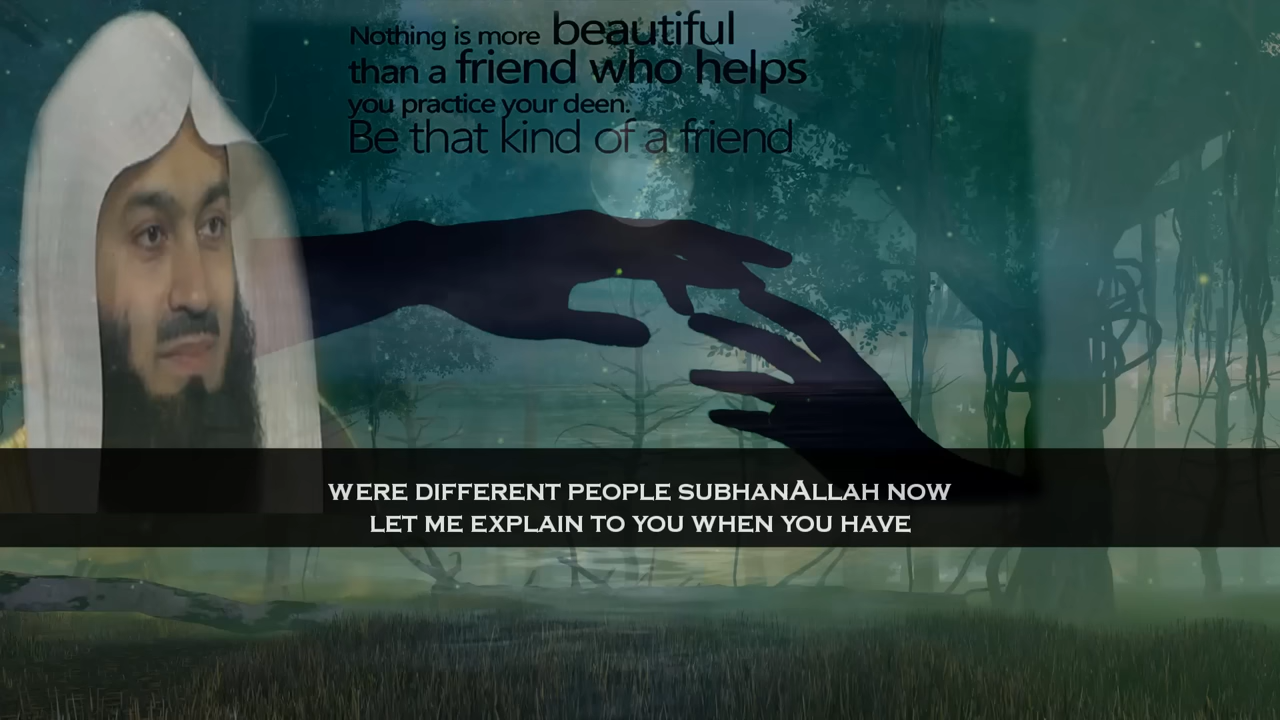 Nothing is more beautiful
than a friend who helps
you practice your deen.
Be that kind of a friend
WERE DIFFERENT PEOPLE SUBHANALLAH NOW
LET ME EXPLAIN TO YOU WHEN YOU HAVE